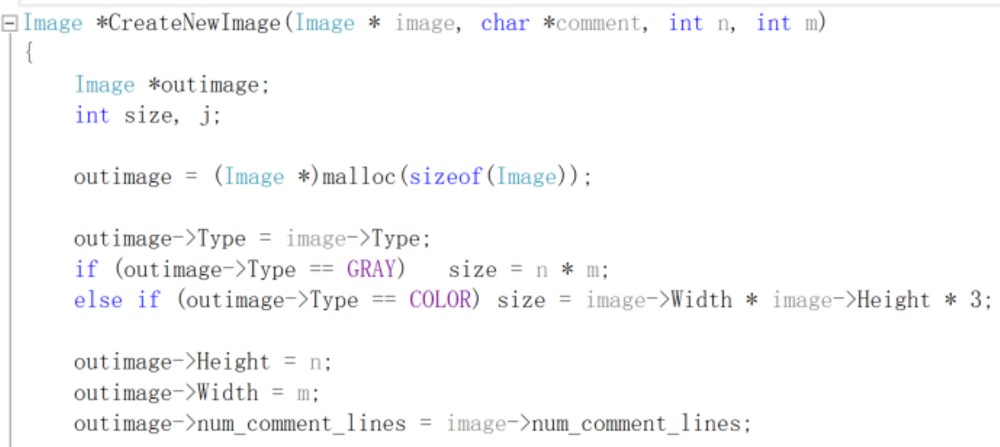 Image *CreateNewImage(Image * image, char *comment, int n, int m)
{
Image *outimage;
int size, j;
outimage = (Image *)malloc(sizeof(Image));
outimage->Type = image->Type;
if (outimage->Type == GRAY)   size = n * m;
else if (outimage->Type == COLOR) size = image->Width * image->Height * 3;
outimage->Height = n;
outimage->Width = m;
outimage->num_comment_lines = image->num_comment_lines;